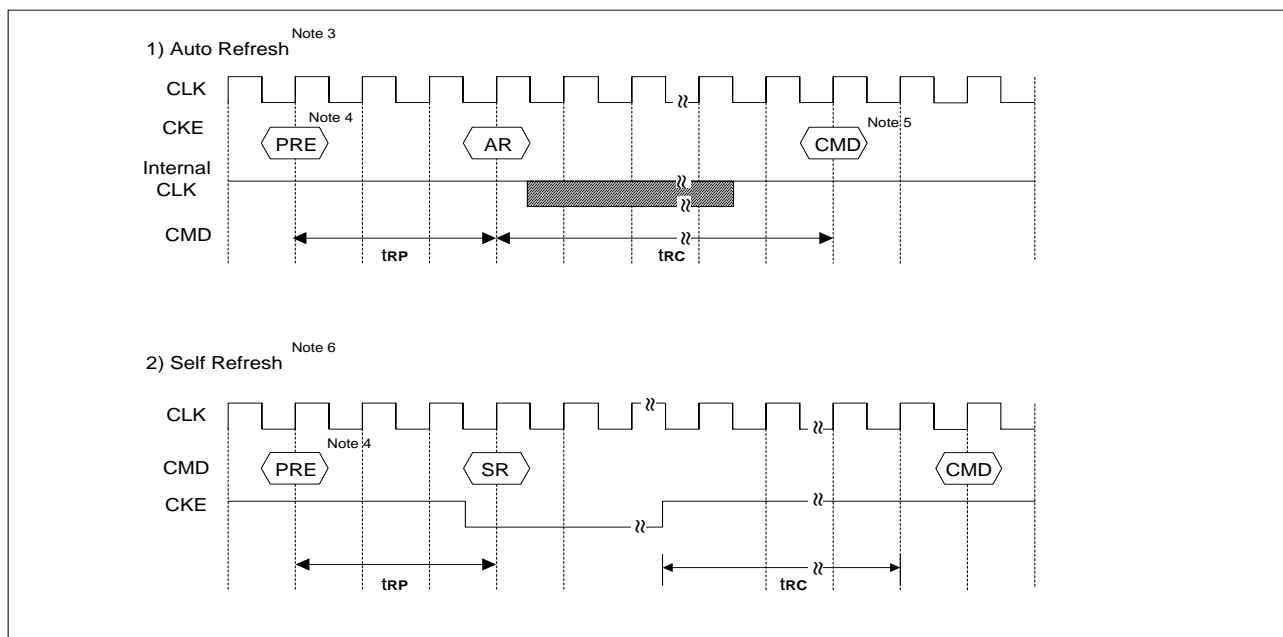 1) Auto Refresh Note 3
CLK
CKE
PRE Note 4 AR CMD Note 5
Internal
CLK
CMD
tRP tRC
2) Self Refresh Note 6
CLK
CMD PRE Note 4 SR CMD
CKE
tRP tRC